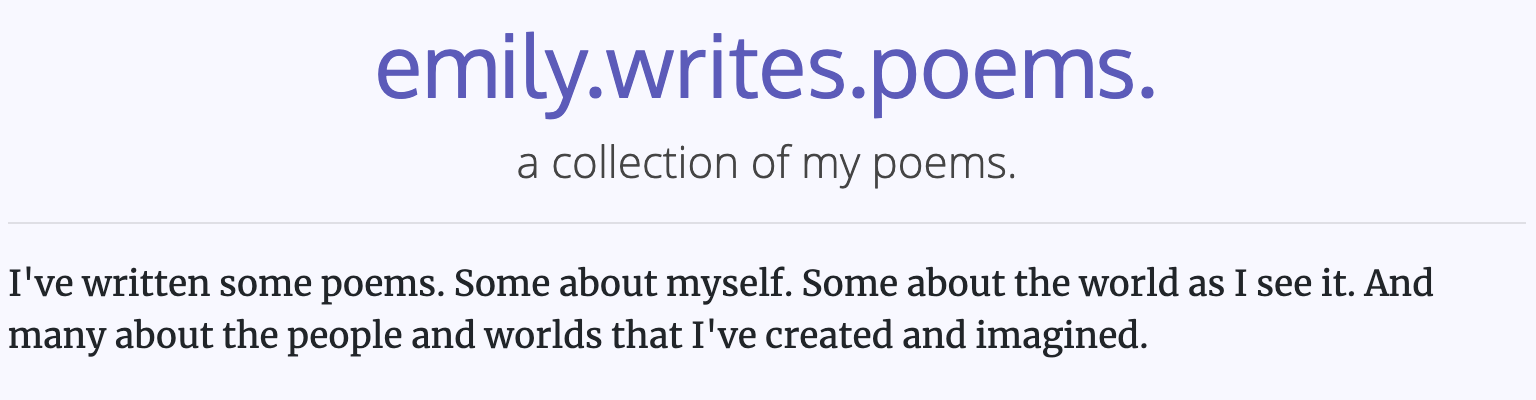 emily.writes.poems.
a collection of my poems.
I've written some poems. Some about myself. Some about the world as I see it. And
many about the people and worlds that I've created and imagined.